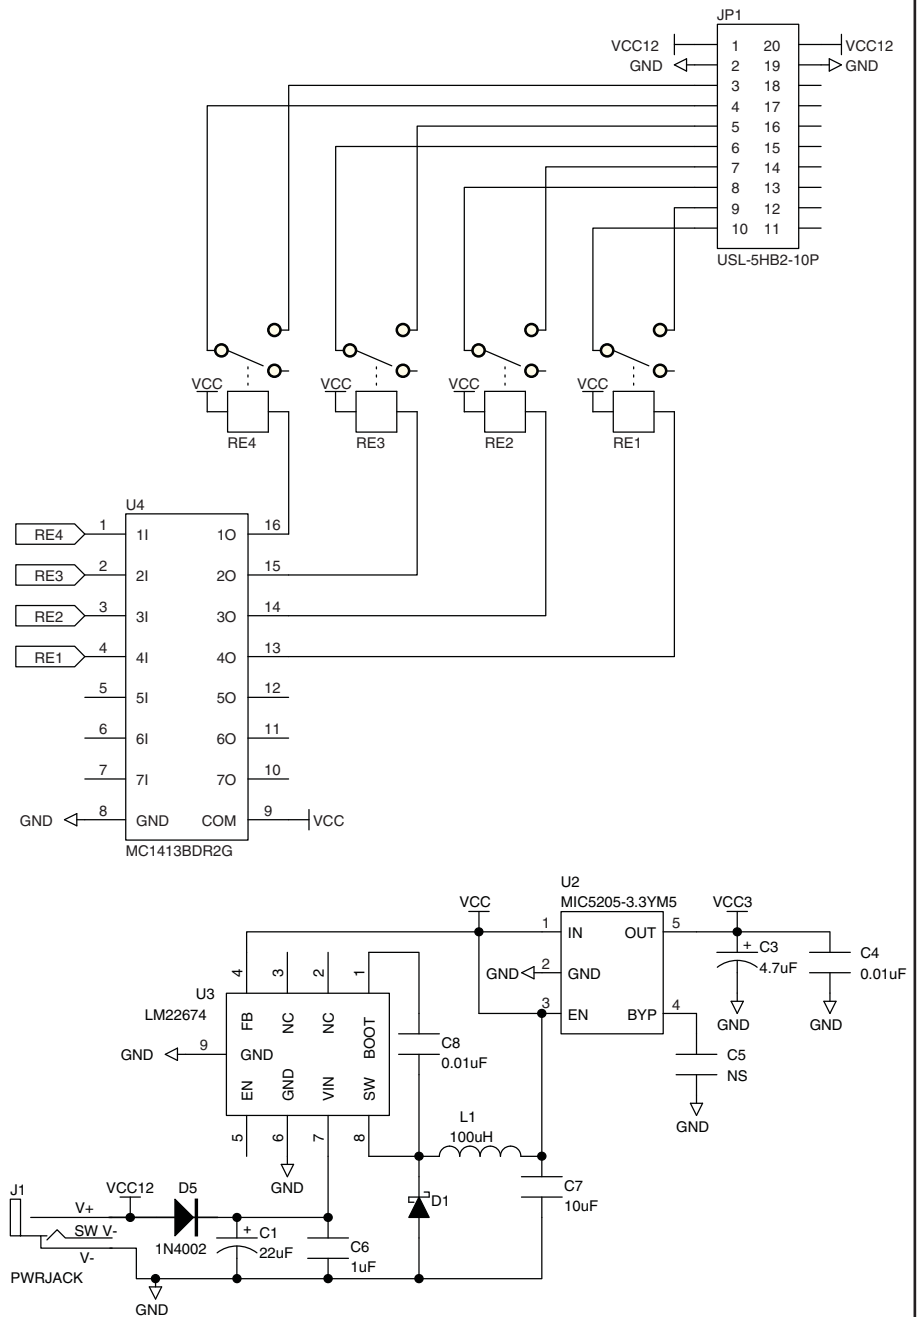 JP1
VCC12 1 20 VCC12
GND 2 19 GND
3 18
4 17
5 16
6 15
7 14
8 13
9 12
10 11
USL-5HB2-10P
VCC VCC VCC VCC
RE4 RE3 RE2 RE1
U4
RE4 1 1I 1O 16
RE3 2 2I 2O 15
RE2 3 3I 3O 14
RE1 4 4I 4O 13
5 5I 5O 12
6 6I 6O 11
7 7I 7O 10
GND 8 GND COM 9 VCC
MC1413BDR2G
U2
MIC5205-3.3YM5
VCC 1 IN OUT 5 VCC3
GND 2 GND
3 EN BYP 4
C3
4.7uF
GND
C4
0.01uF
GND
C5
NS
GND
U3
LM22674
4 3 2 1
FB NC NC BOOT
GND 9 GND
EN GND VIN SW
5 6 7 8
GND
C8
0.01uF
L1
100uH
C7
10uF
D1
J1
V+
SW V-
V-
PWRJACK
VCC12
D5
1N4002
C1
22uF
C6
1uF
GND
+
+